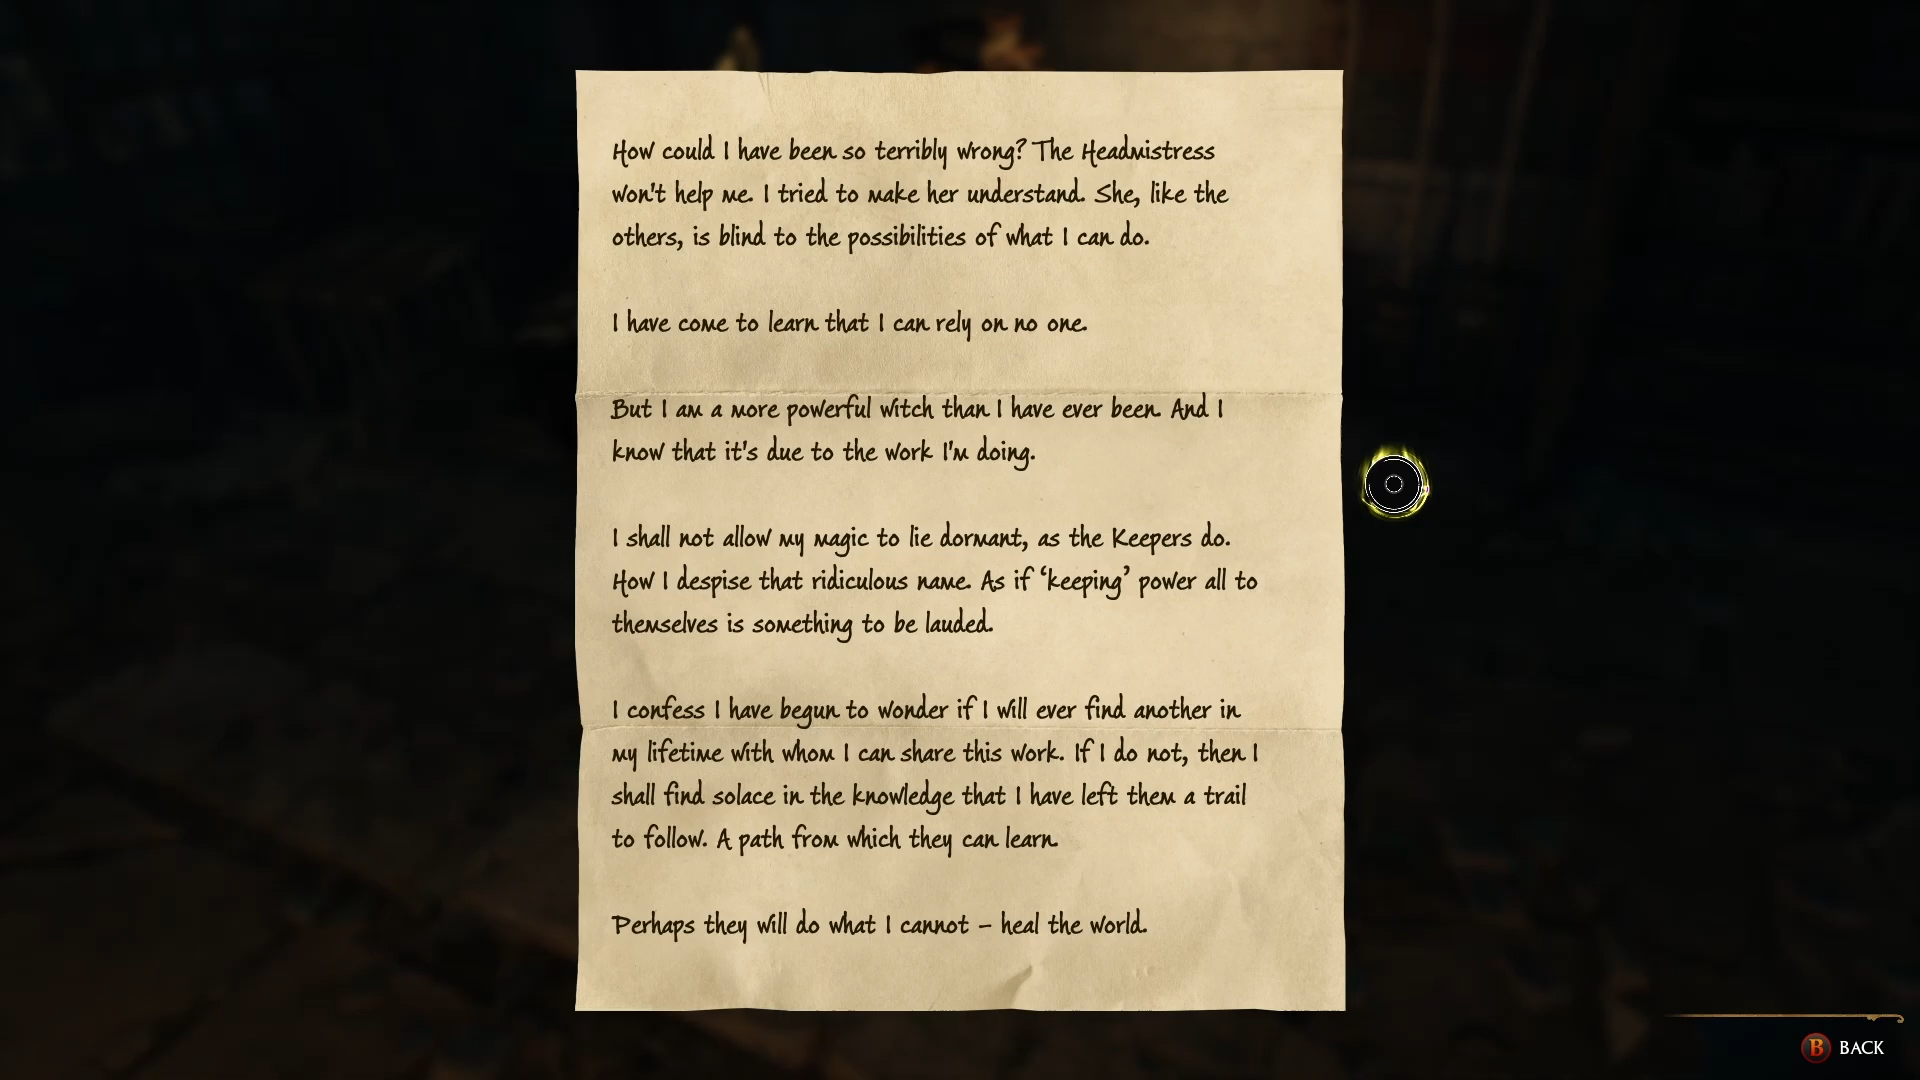 How could I have been so terribly wrong? The Headmistress
won't help me. I tried to make her understand. She, like the
others, is blind to the possibilities of what I can do.
I have come to learn that I can rely on no one.
But I am a more powerful witch than I have ever been. And I
know that it's due to the work I'm doing.
I shall not allow my magic to lie dormant, as the Keepers do.
How I despise that ridiculous name. As if ‘keeping’ power all to
themselves is something to be lauded.
I confess I have begun to wonder if I will ever find another in
my lifetime with whom I can share this work. If I do not, then I
shall find solace in the knowledge that I have left them a trail
to follow. A path from which they can learn.
Perhaps they will do what I cannot – heal the world.
B BACK